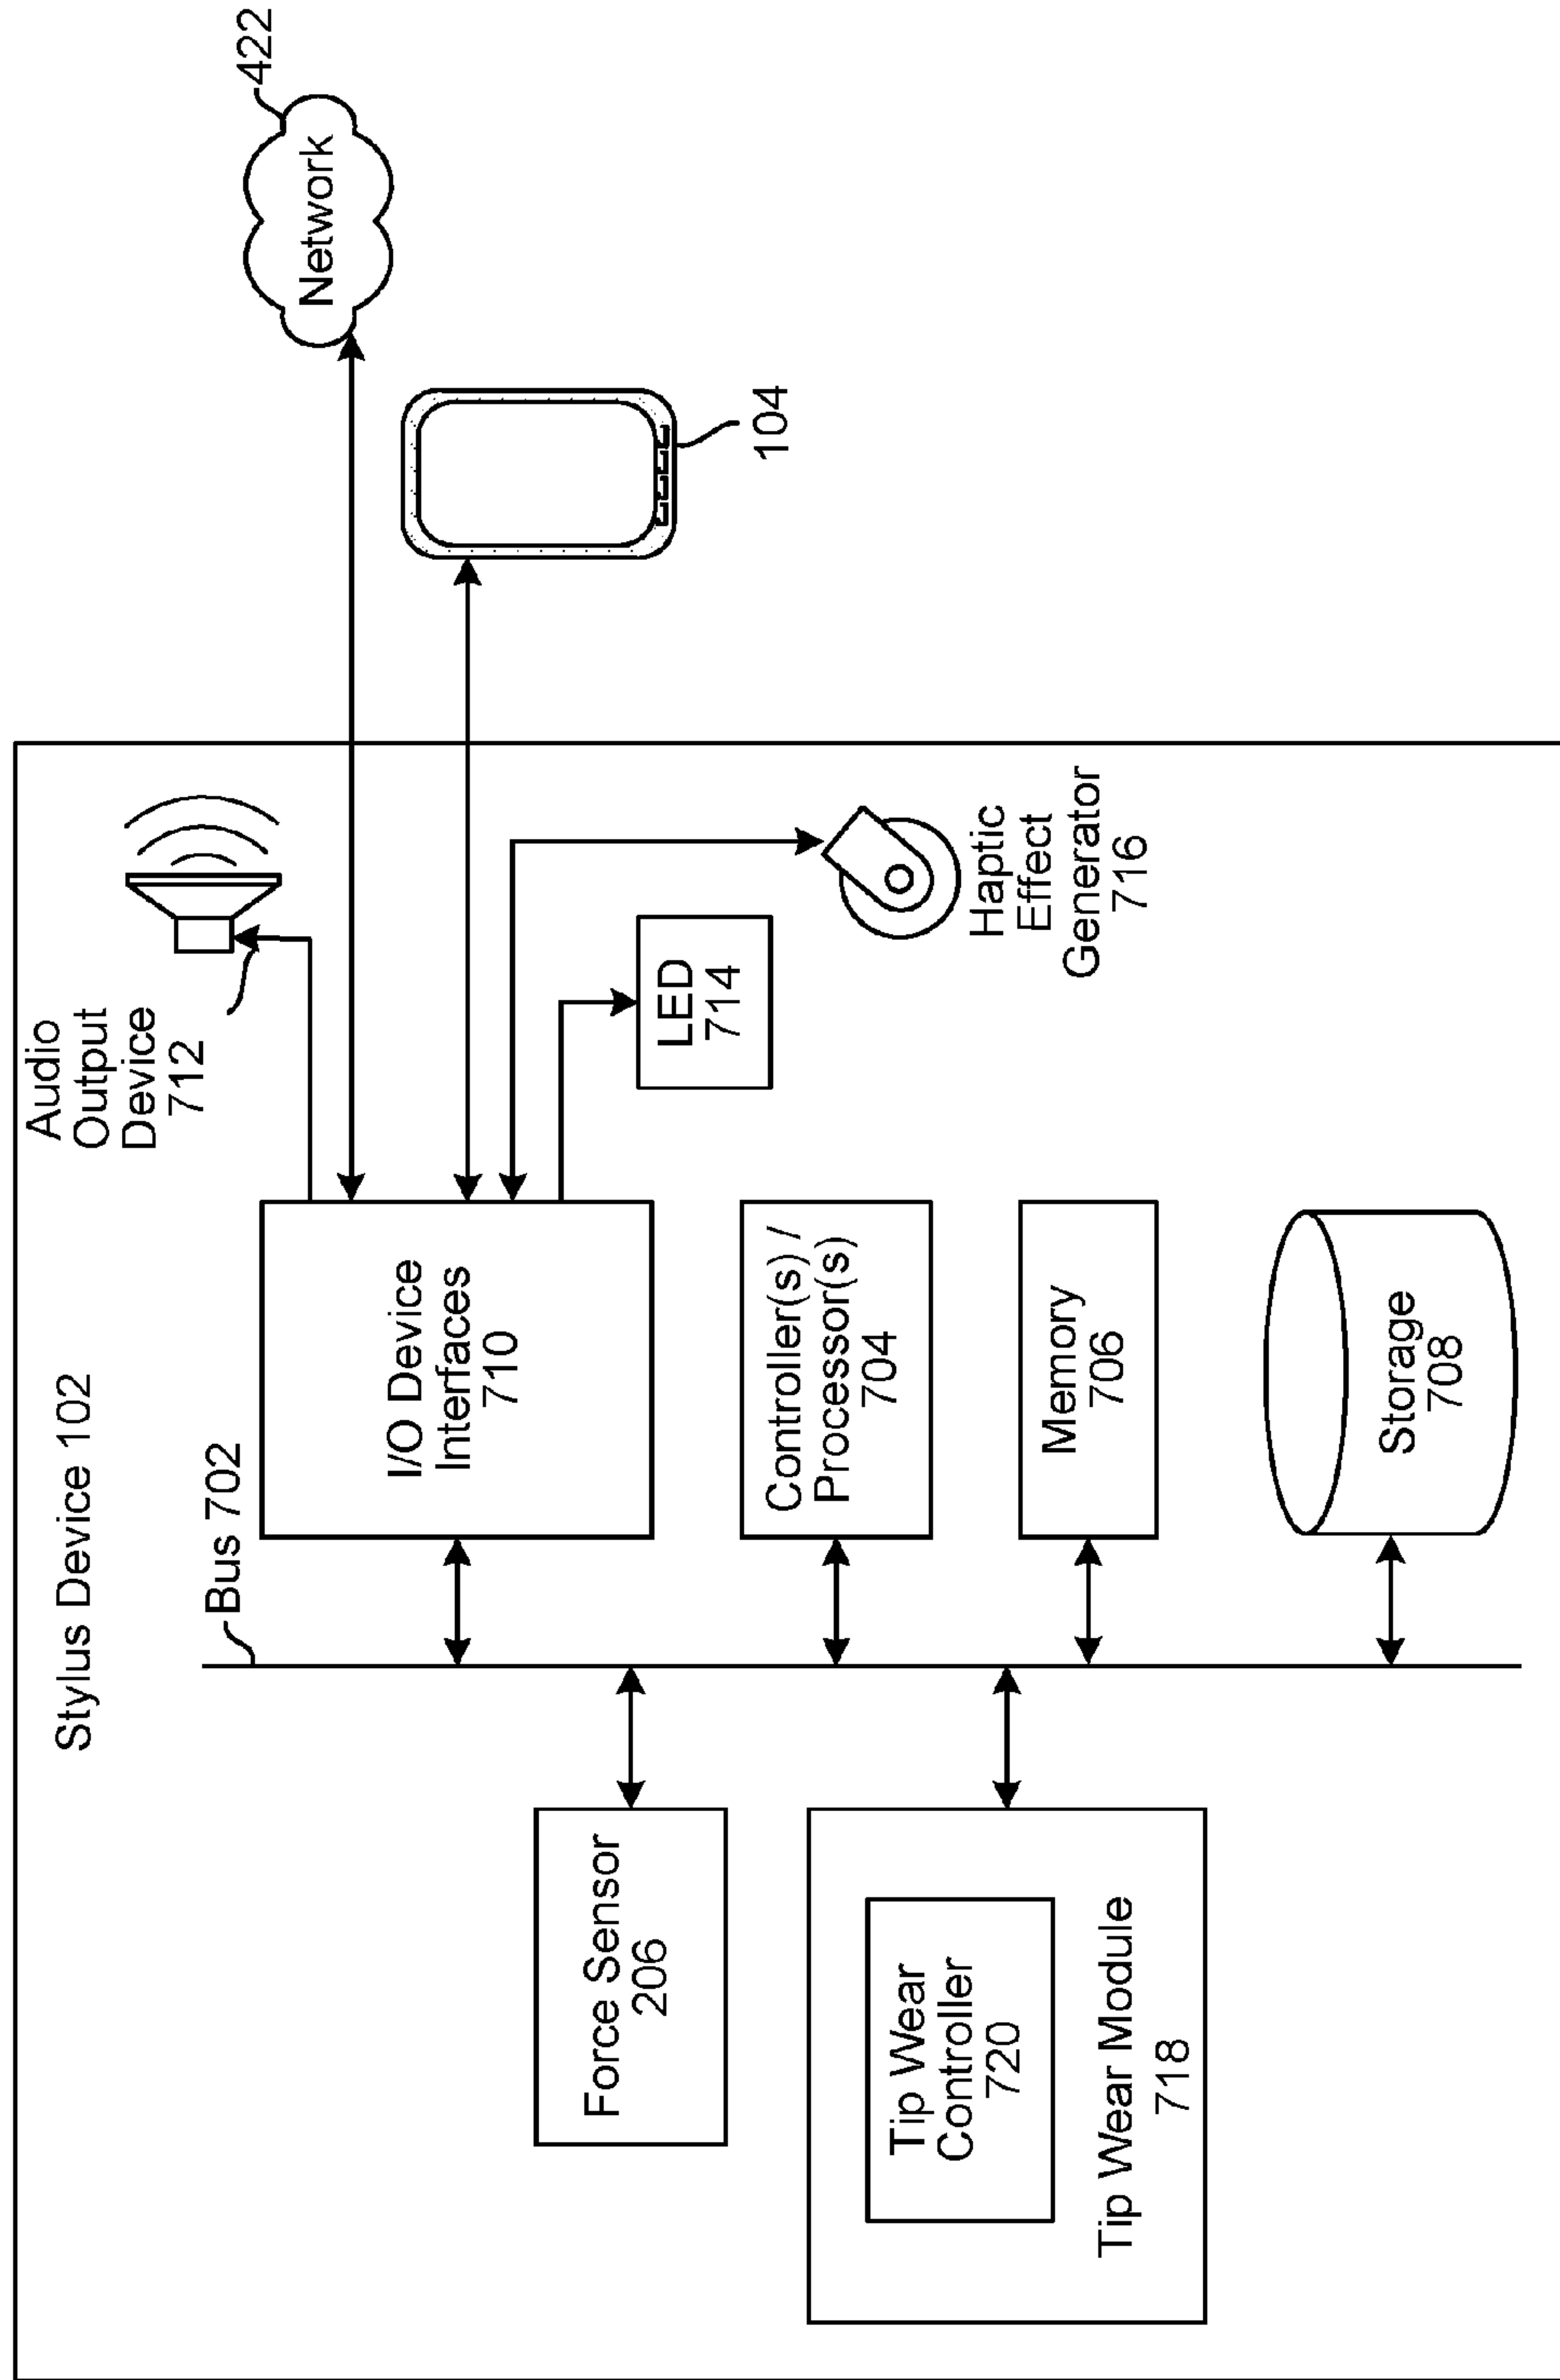 Stylus Device 102
Bus 702
Audio
Output
Device
712
Network
422
104
I/O Device
Interfaces
710
LED
714
Haptic
Effect
Generator
716
Force Sensor
206
Controller(s) /
Processor(s)
704
Tip Wear
Controller
720
Tip Wear Module
718
Memory
706
Storage
708